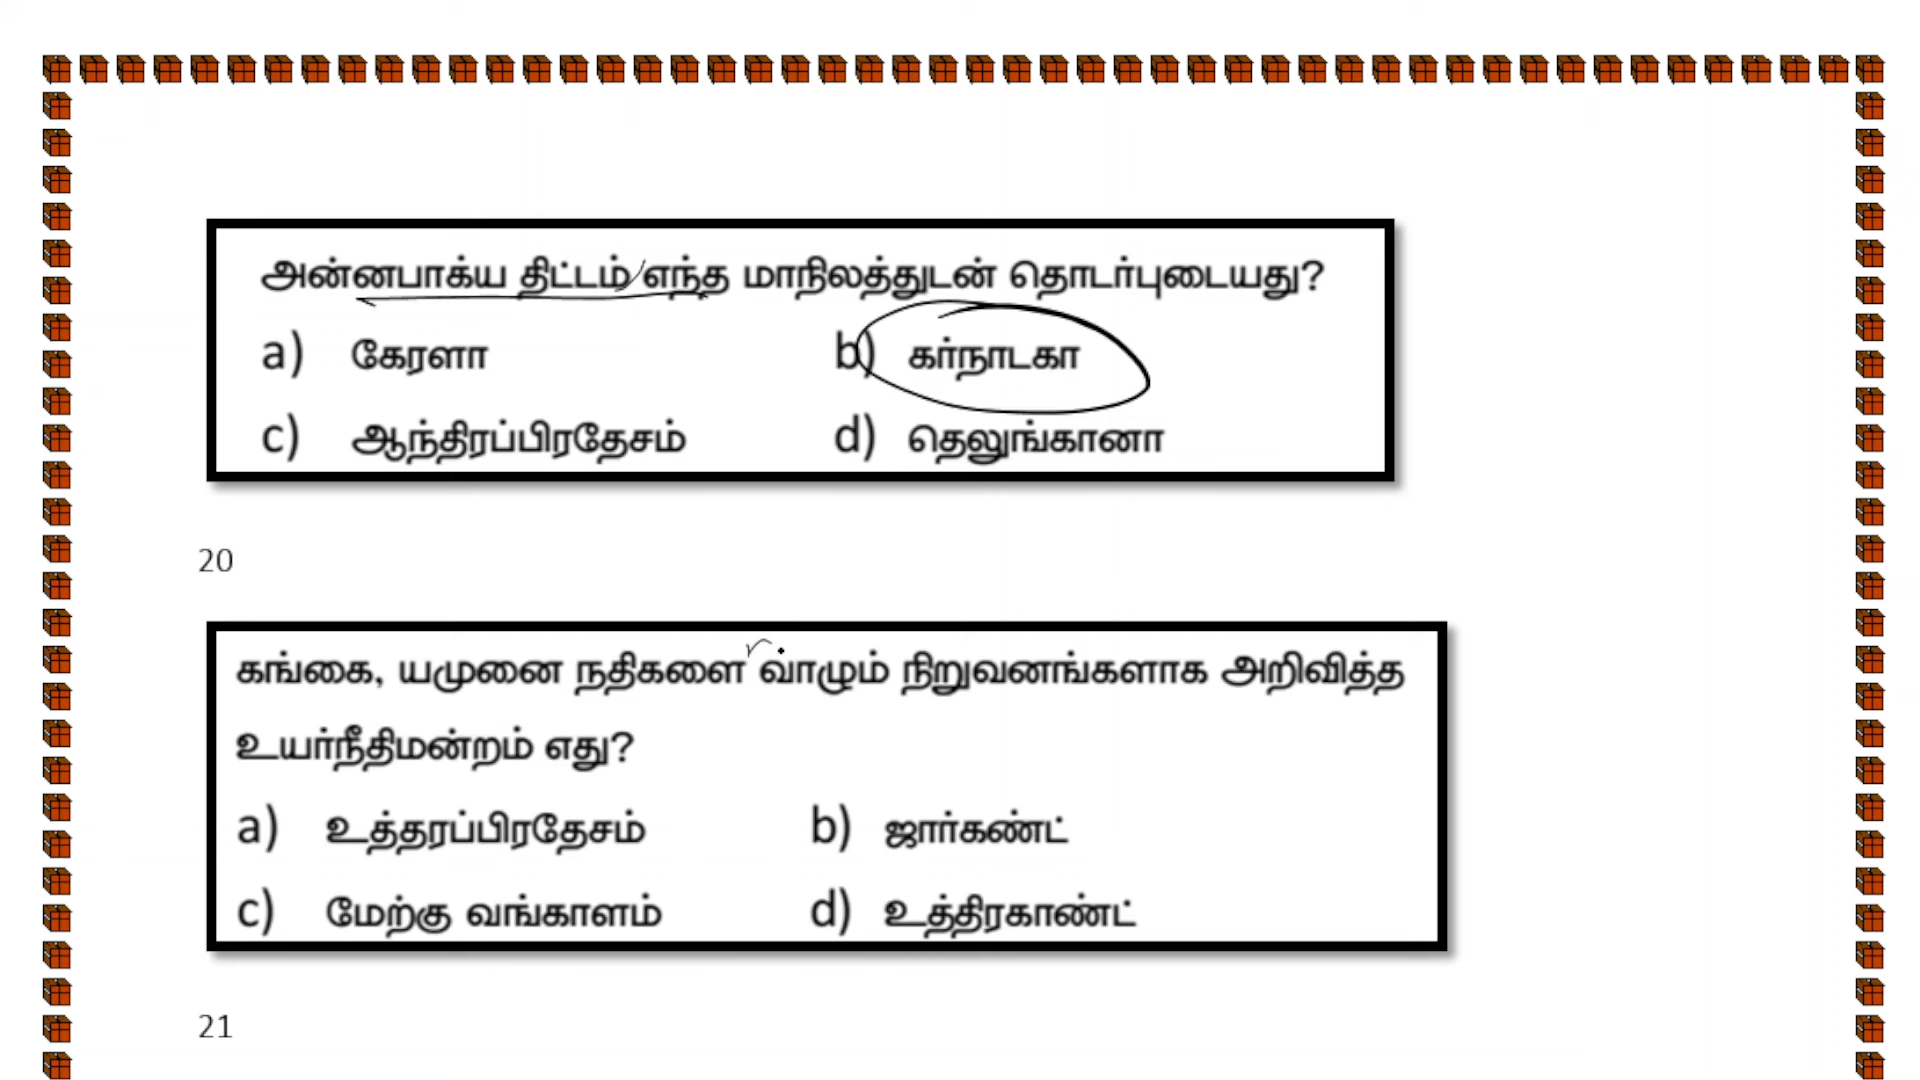 அன்னபாக்ய திட்டம் எந்த மாநிலத்துடன் தொடர்புடையது?
a) கேரளா b) கர்நாடகா
c) ஆந்திரப்பிரதேசம் d) தெலுங்கானா
20
கங்கை, யமுனை நதிகளை வாழும் நிறுவனங்களாக அறிவித்த
உயர்நீதிமன்றம் எது?
a) உத்தரப்பிரதேசம் b) ஜார்கண்ட்
c) மேற்கு வங்காளம் d) உத்திரகாண்ட்
21